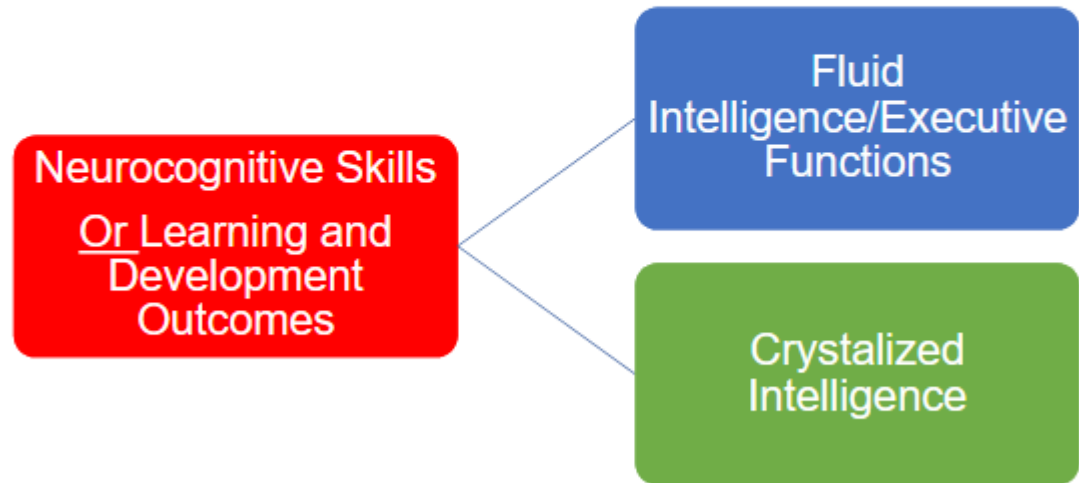 Neurocognitive Skills
Or Learning and
Development
Outcomes
Fluid
Intelligence/Executive
Functions
Crystalized
Intelligence